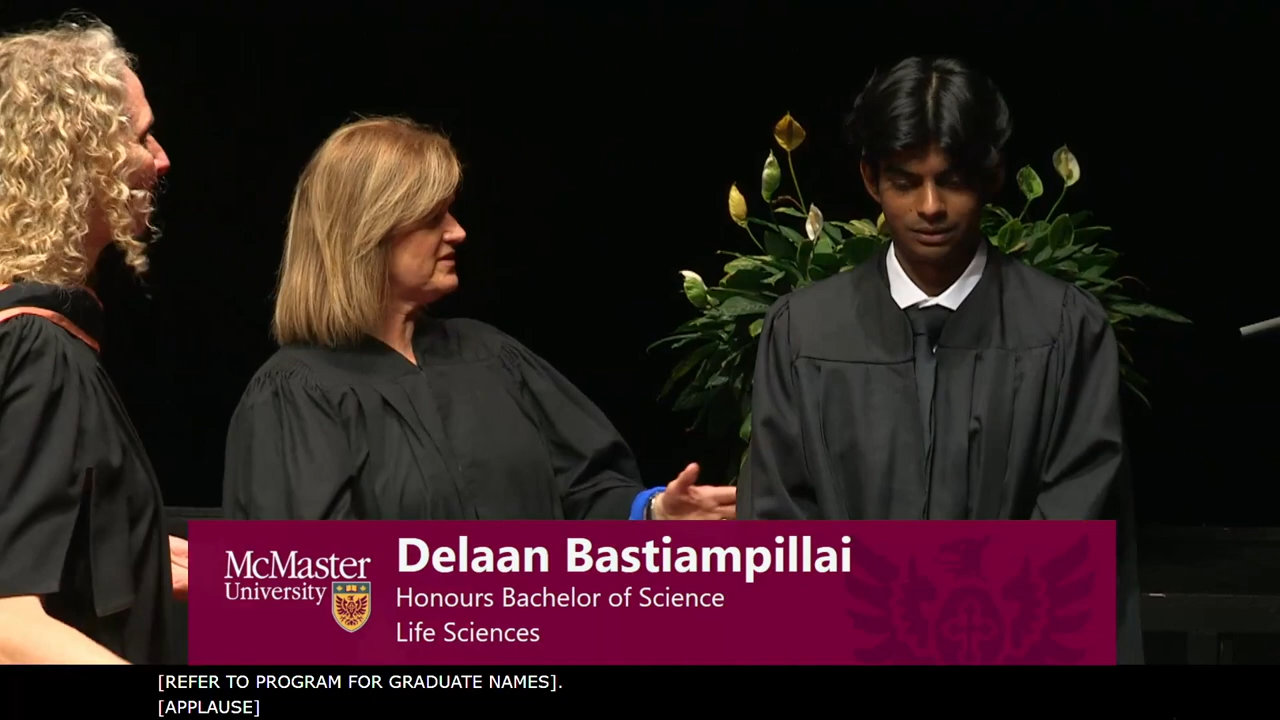 McMaster
University
Delaan Bastiampillai
Honours Bachelor of Science
Life Sciences
[REFER TO PROGRAM FOR GRADUATE NAMES].
[APPLAUSE]